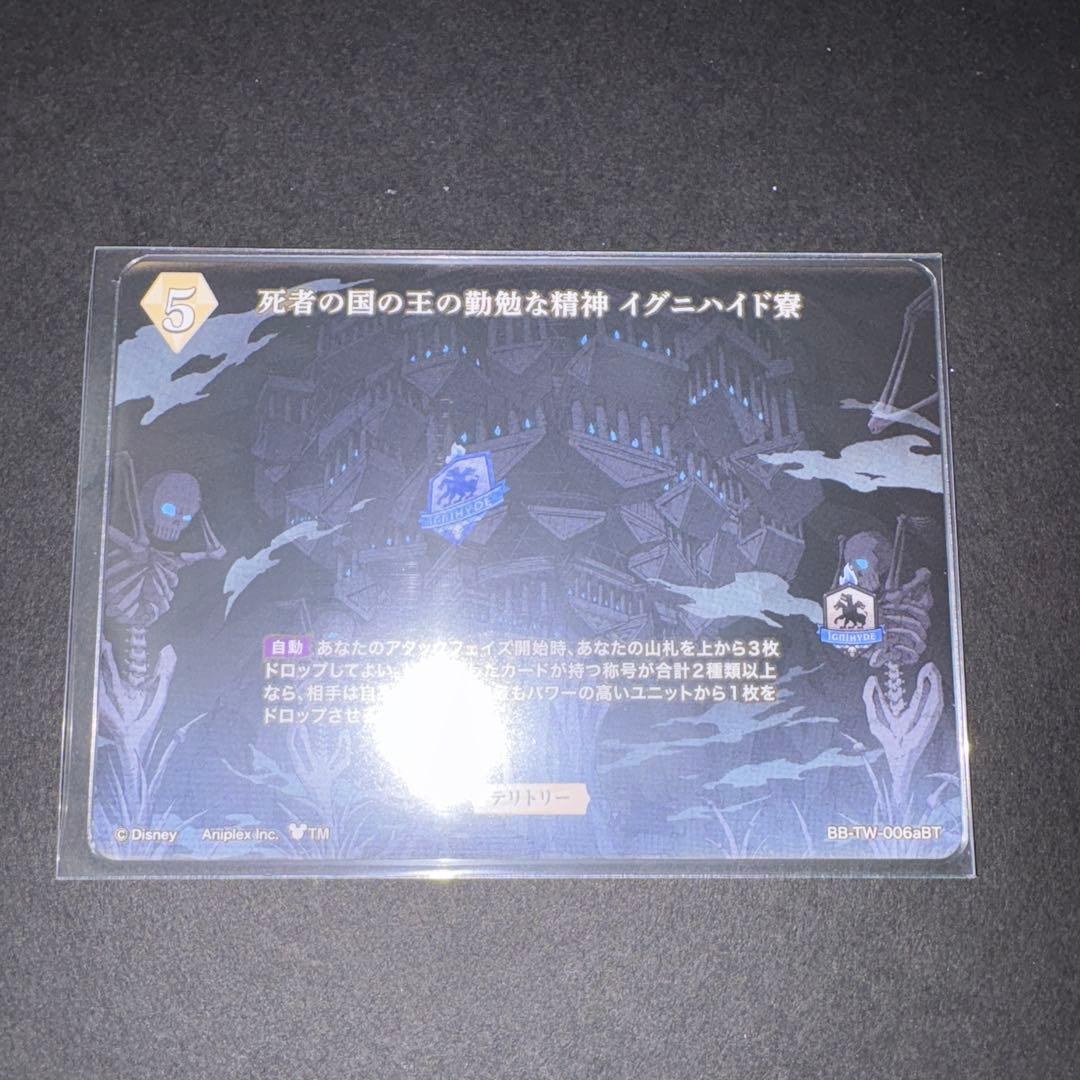 5
死者の国の王の勤勉な精神 イグニハイド寮
IGNIHYDE
IGNIHYDE
自動 あなたのアタックフェイズ開始時、あなたの山札を上から3枚
ドロップしてよい。 たカードが持つ称号が合計2種類以上
なら、相手は自 もパワーの高いユニットから1枚を
ドロップさせ
テリトリー
© Disney Aniplex Inc. TM
BB-TW-006aBT